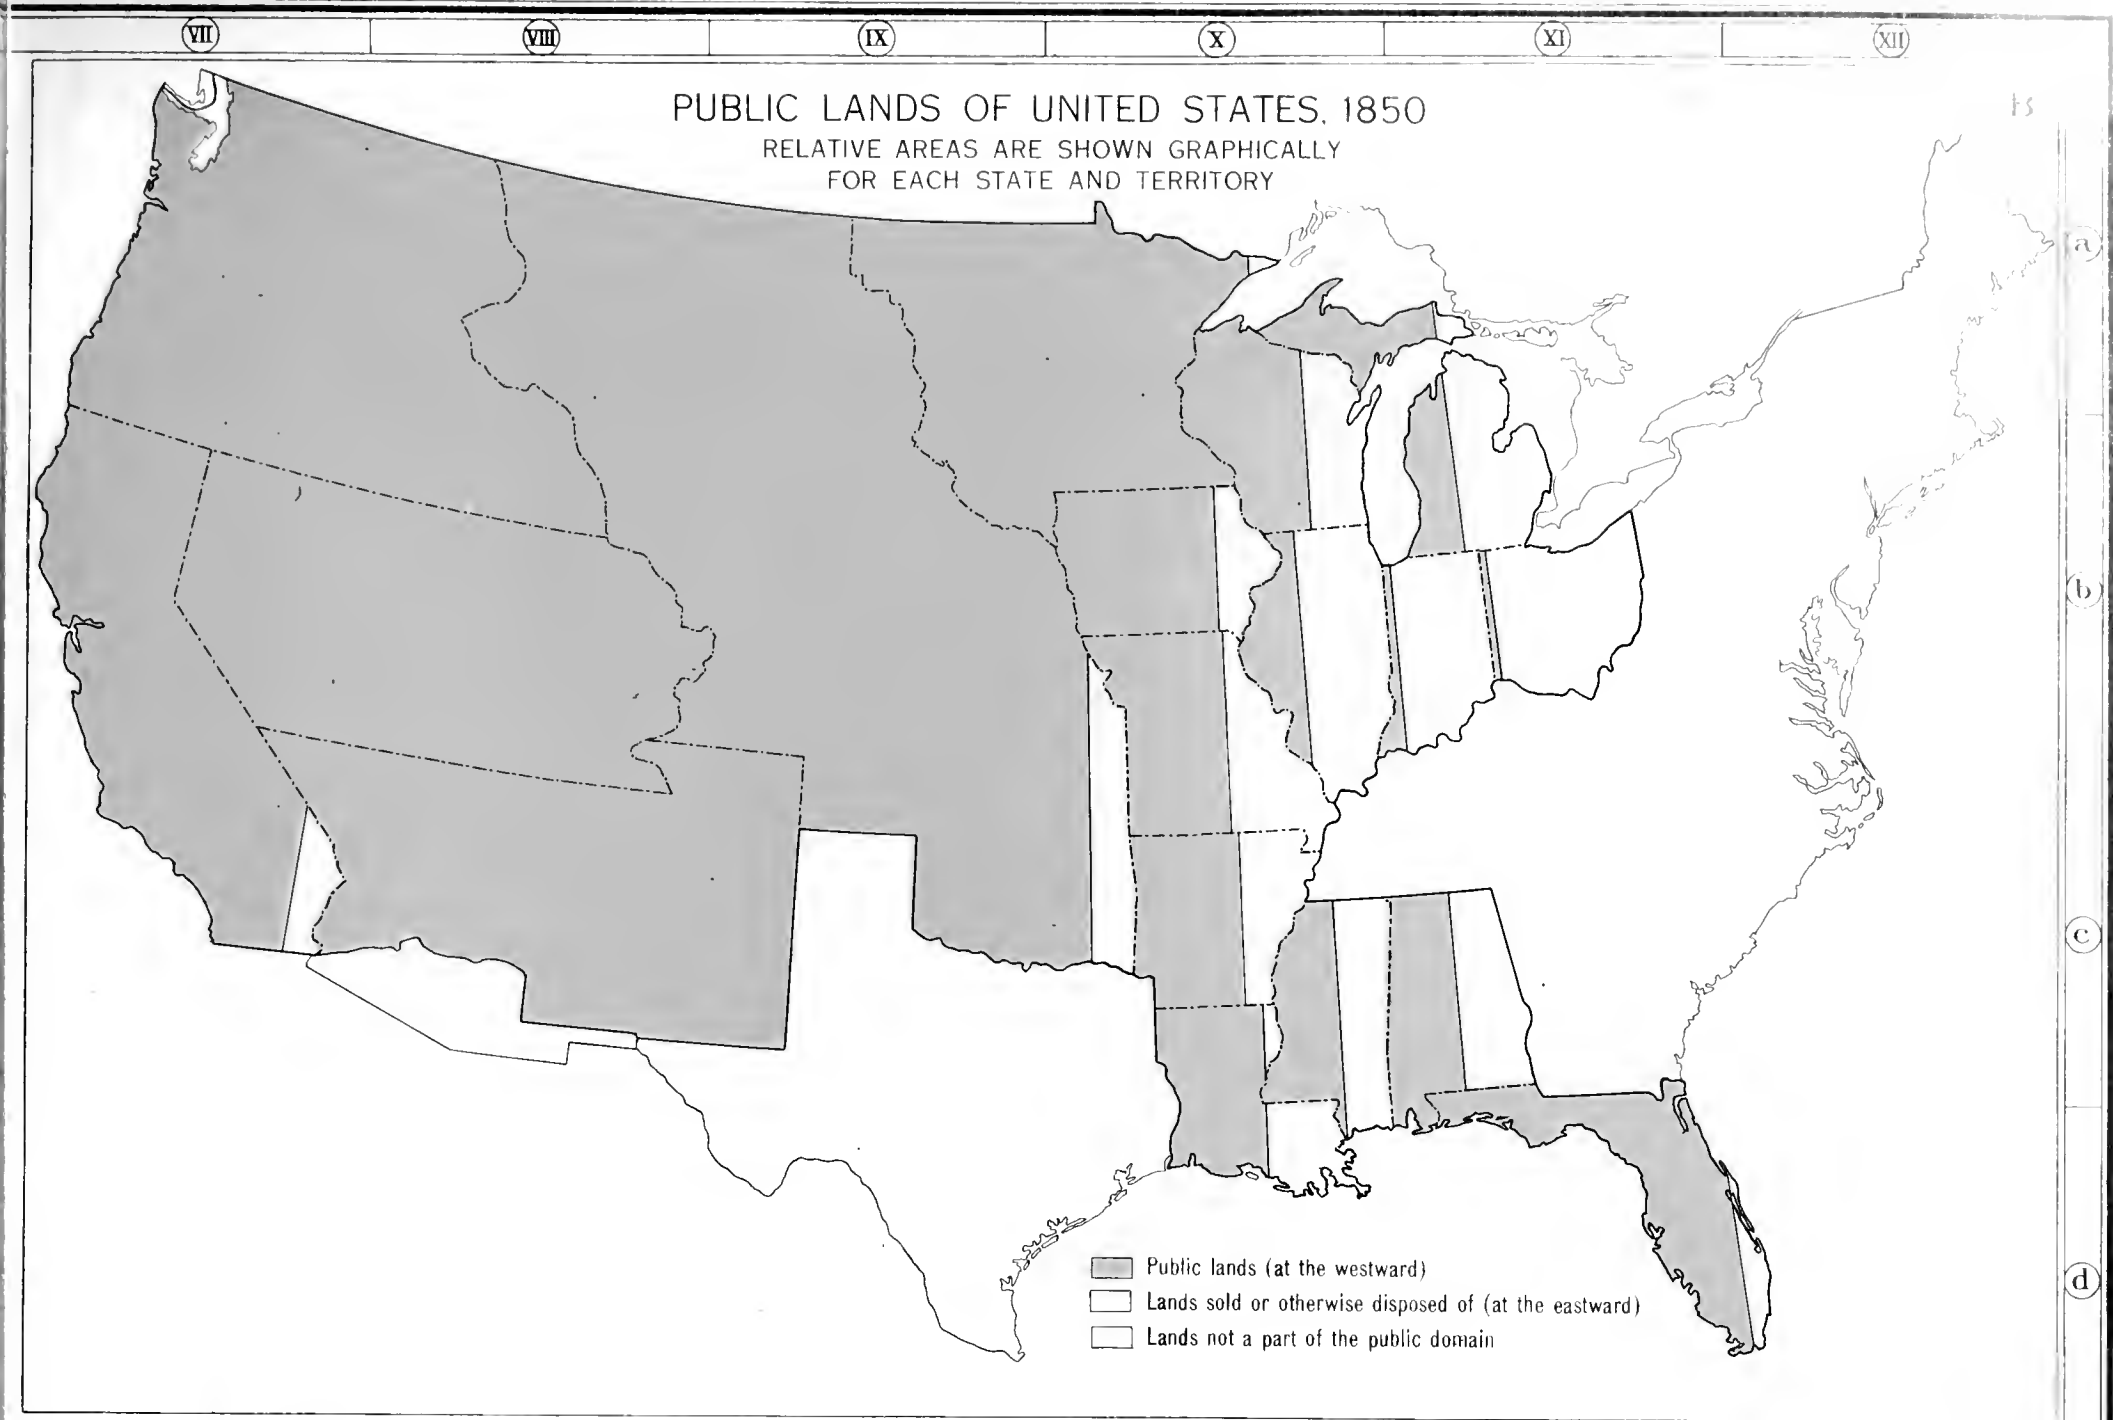 VII VIII IX X XI XII
PUBLIC LANDS OF UNITED STATES, 1850
RELATIVE AREAS ARE SHOWN GRAPHICALLY
FOR EACH STATE AND TERRITORY
a
b
c
d
Public lands (at the westward)
Lands sold or otherwise disposed of (at the eastward)
Lands not a part of the public domain